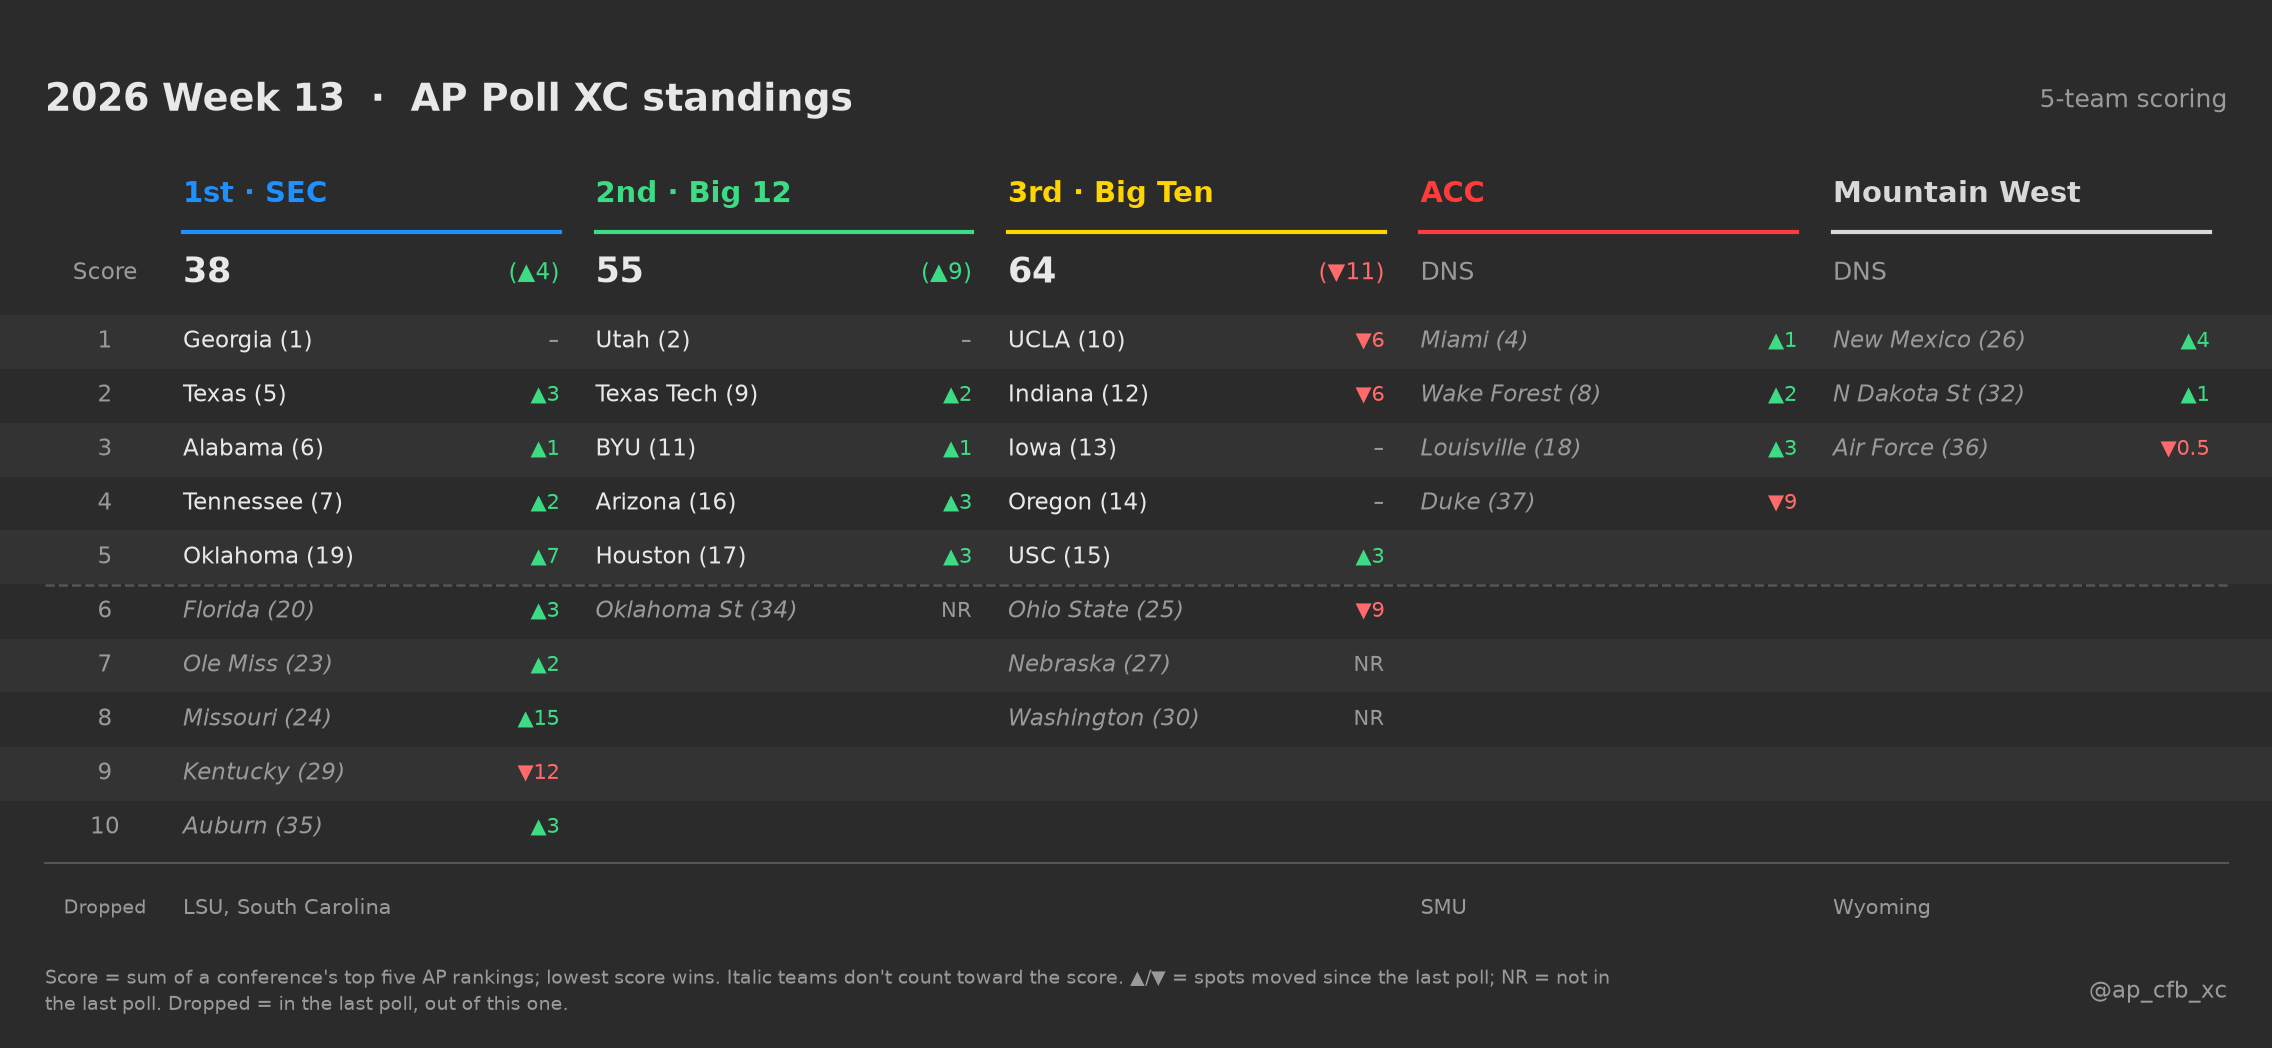 2026 Week 13 · AP Poll XC standings
5-team scoring
1st · SEC 2nd · Big 12 3rd · Big Ten ACC Mountain West
Score 38 (▲4) 55 (▲9) 64 (▼11) DNS DNS
1 Georgia (1) – Utah (2) – UCLA (10) ▼6 Miami (4) ▲1 New Mexico (26) ▲4
2 Texas (5) ▲3 Texas Tech (9) ▲2 Indiana (12) ▼6 Wake Forest (8) ▲2 N Dakota St (32) ▲1
3 Alabama (6) ▲1 BYU (11) ▲1 Iowa (13) – Louisville (18) ▲3 Air Force (36) ▼0.5
4 Tennessee (7) ▲2 Arizona (16) ▲3 Oregon (14) – Duke (37) ▼9
5 Oklahoma (19) ▲7 Houston (17) ▲3 USC (15) ▲3
6 Florida (20) ▲3 Oklahoma St (34) NR Ohio State (25) ▼9
7 Ole Miss (23) ▲2 Nebraska (27) NR
8 Missouri (24) ▲15 Washington (30) NR
9 Kentucky (29) ▼12
10 Auburn (35) ▲3
Dropped LSU, South Carolina SMU Wyoming
Score = sum of a conference's top five AP rankings; lowest score wins. Italic teams don't count toward the score. ▲/▼ = spots moved since the last poll; NR = not in
the last poll. Dropped = in the last poll, out of this one.
@ap_cfb_xc